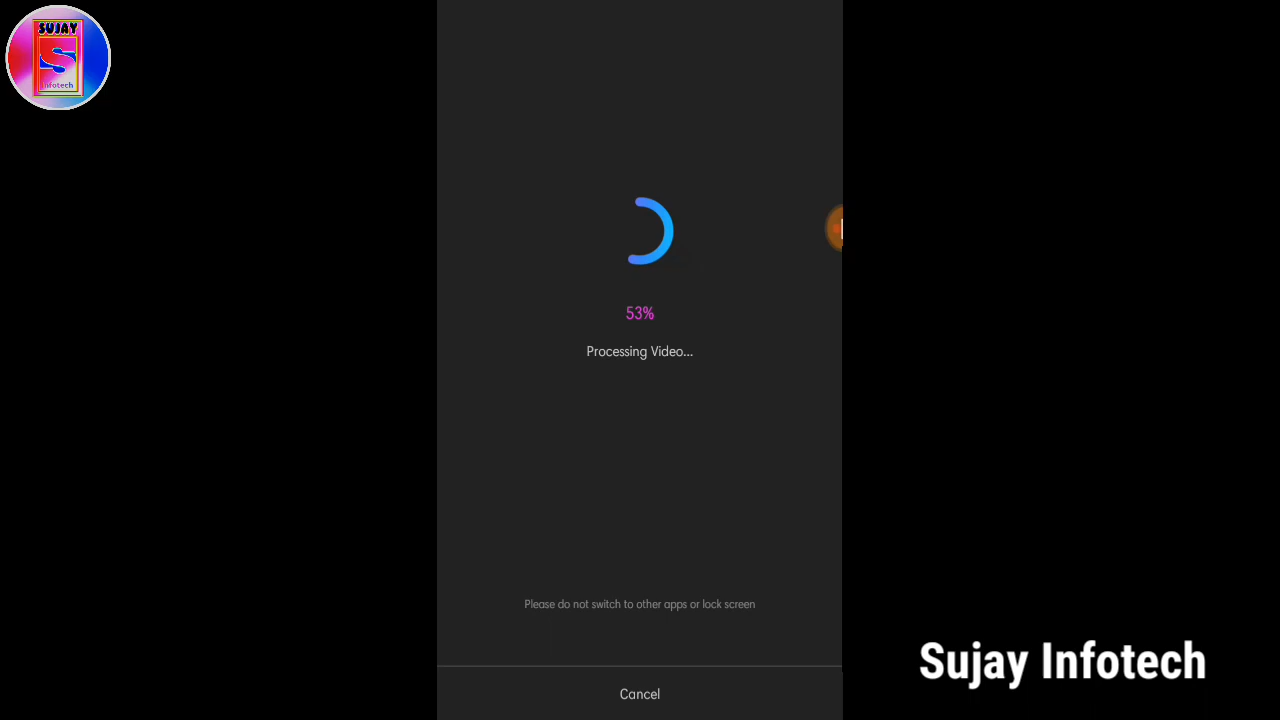 SUJAY
S
Infotech
53%
Processing Video...
Please do not switch to other apps or lock screen
Cancel
Sujay Infotech